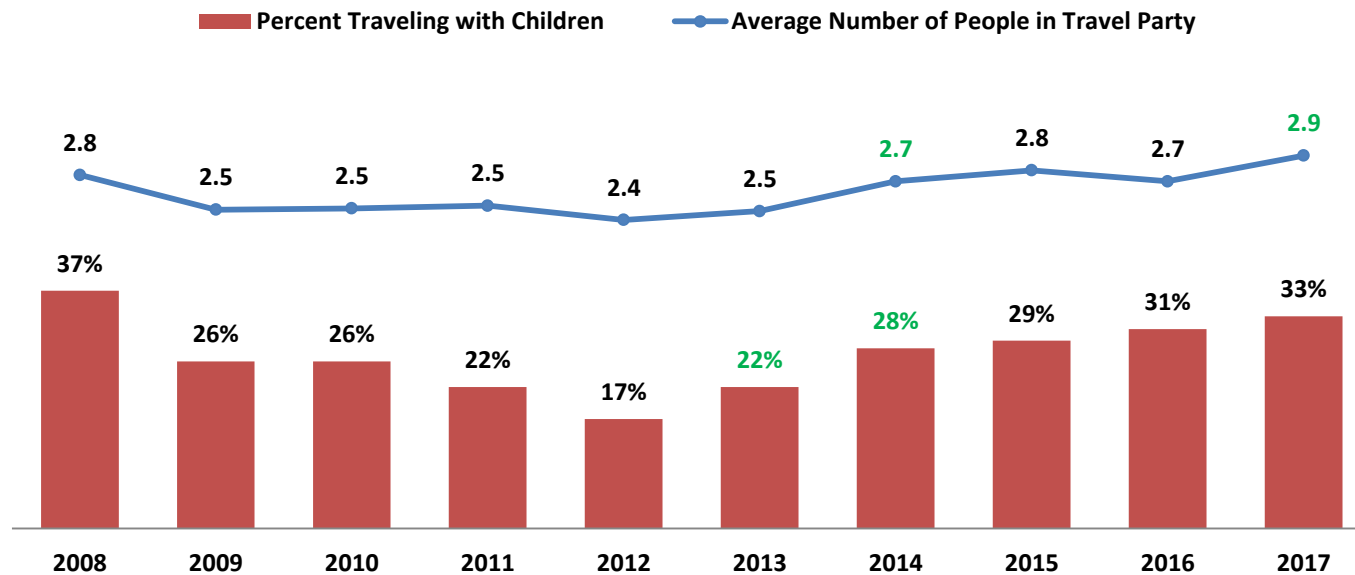 Percent Traveling with Children Average Number of People in Travel Party
2.8 2.5 2.5 2.5 2.4 2.5 2.7 2.8 2.7 2.9
37% 26% 26% 22% 17% 22% 28% 29% 31% 33%
2008 2009 2010 2011 2012 2013 2014 2015 2016 2017